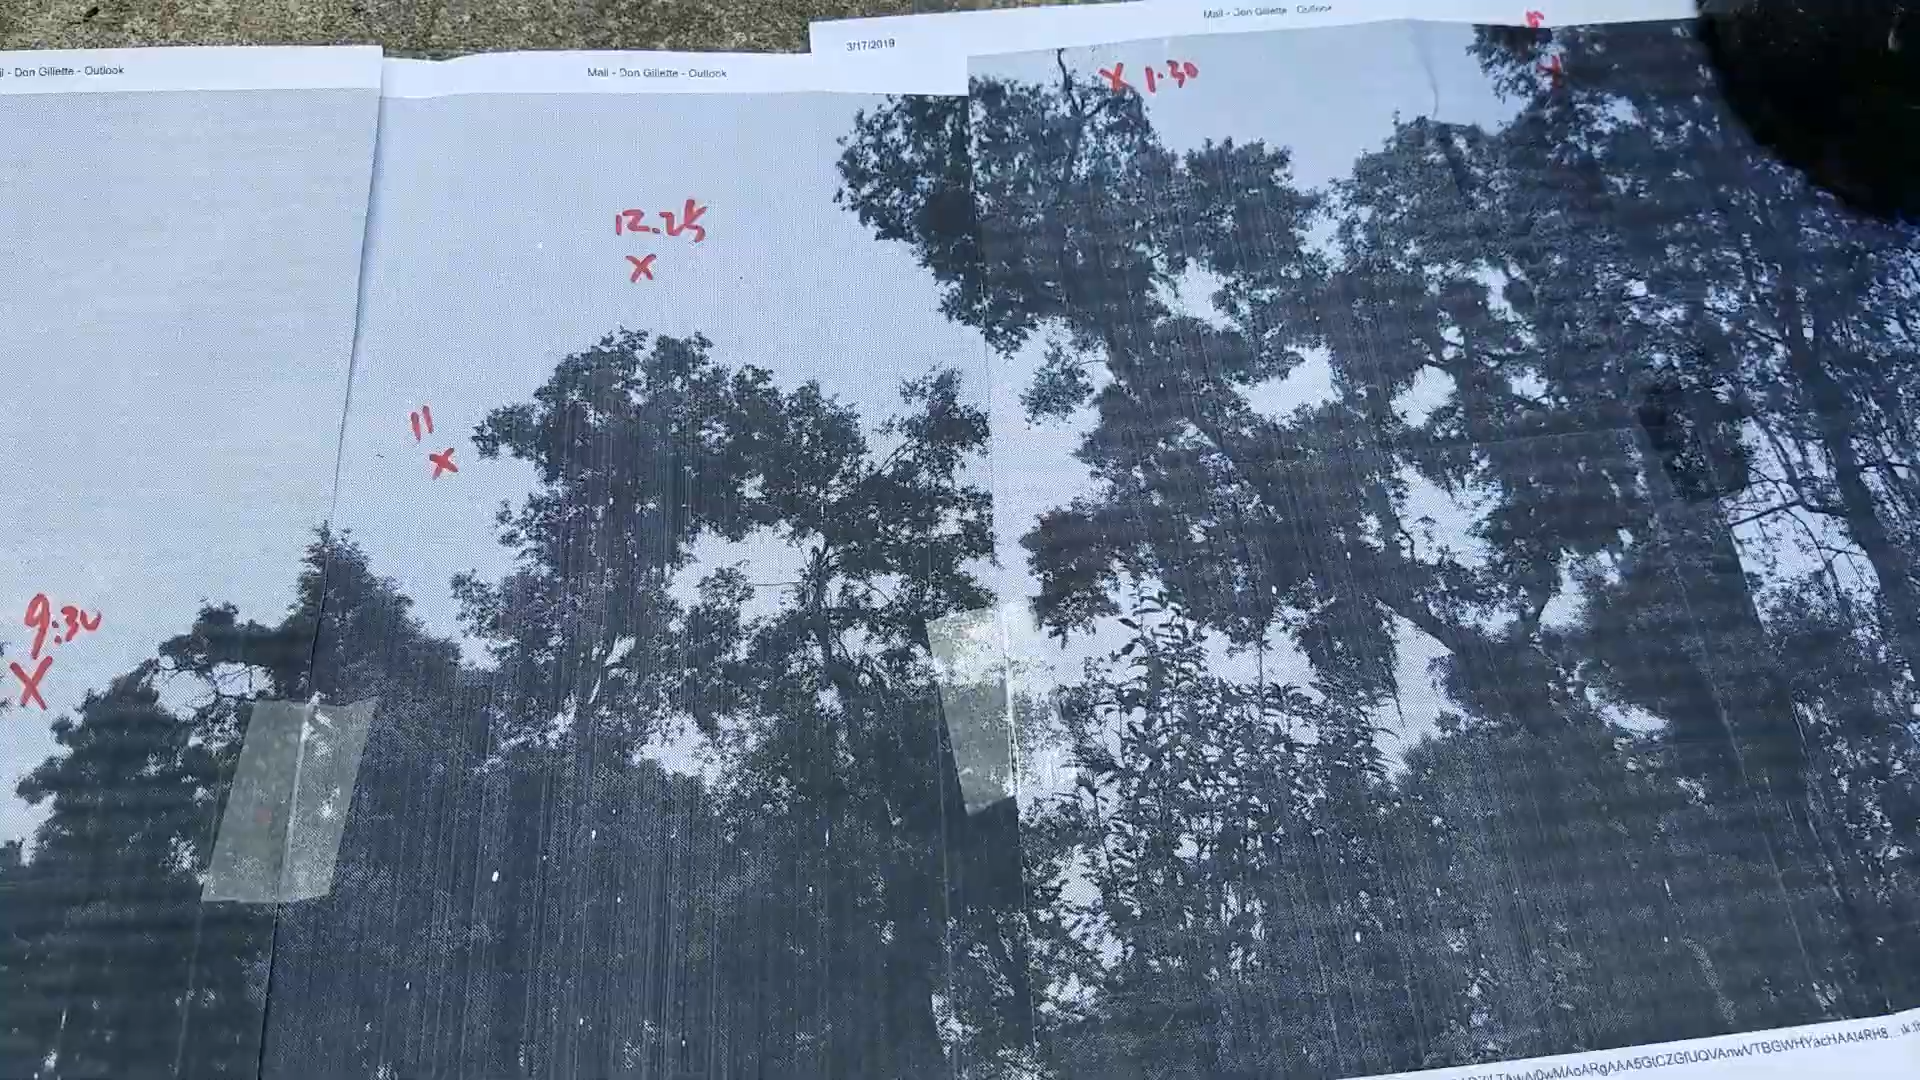 Mail - Don Gillette - Outlook
3/17/2019
Mail - Don Gillette - Outlook
il - Don Gillette - Outlook
X 1.30
X
12.25
X
11
X
9:30
X